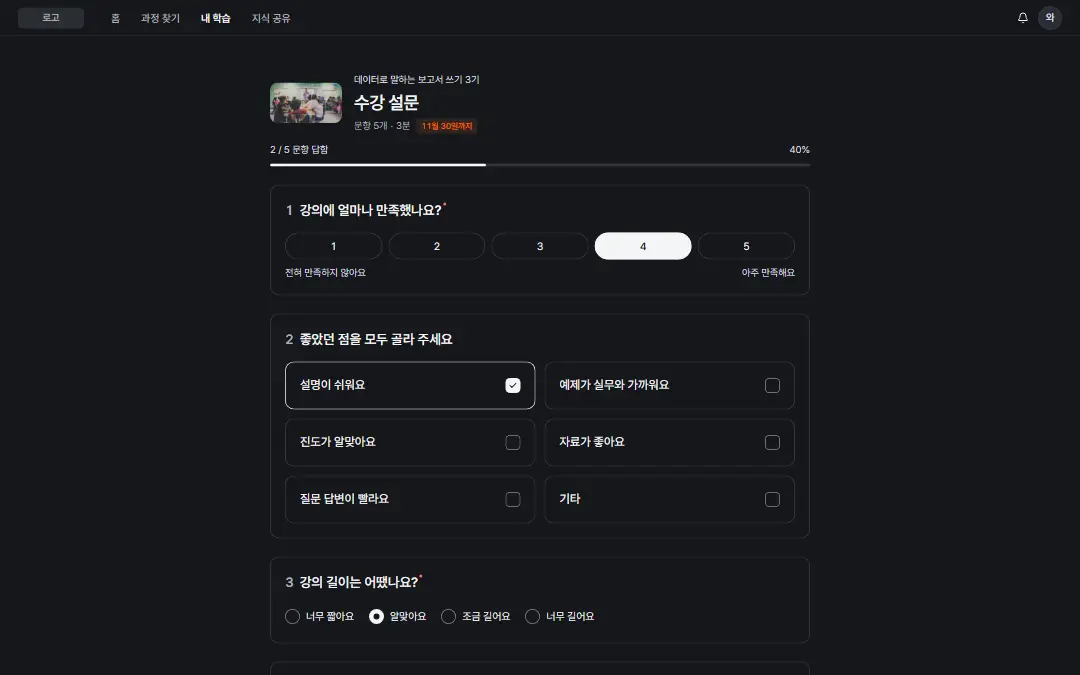 로고
홈 과정 찾기 내 학습 지식 공유
와
데이터로 말하는 보고서 쓰기 3기
수강 설문
문항 5개 · 3분 11월 30일까지
2 / 5 문항 답함 40%
1 강의에 얼마나 만족했나요?*
1 2 3 4 5
전혀 만족하지 않아요 아주 만족해요
2 좋았던 점을 모두 골라 주세요
설명이 쉬워요 예제가 실무와 가까워요
진도가 알맞아요 자료가 좋아요
질문 답변이 빨라요 기타
3 강의 길이는 어땠나요?*
너무 짧아요 알맞아요 조금 길어요 너무 길어요